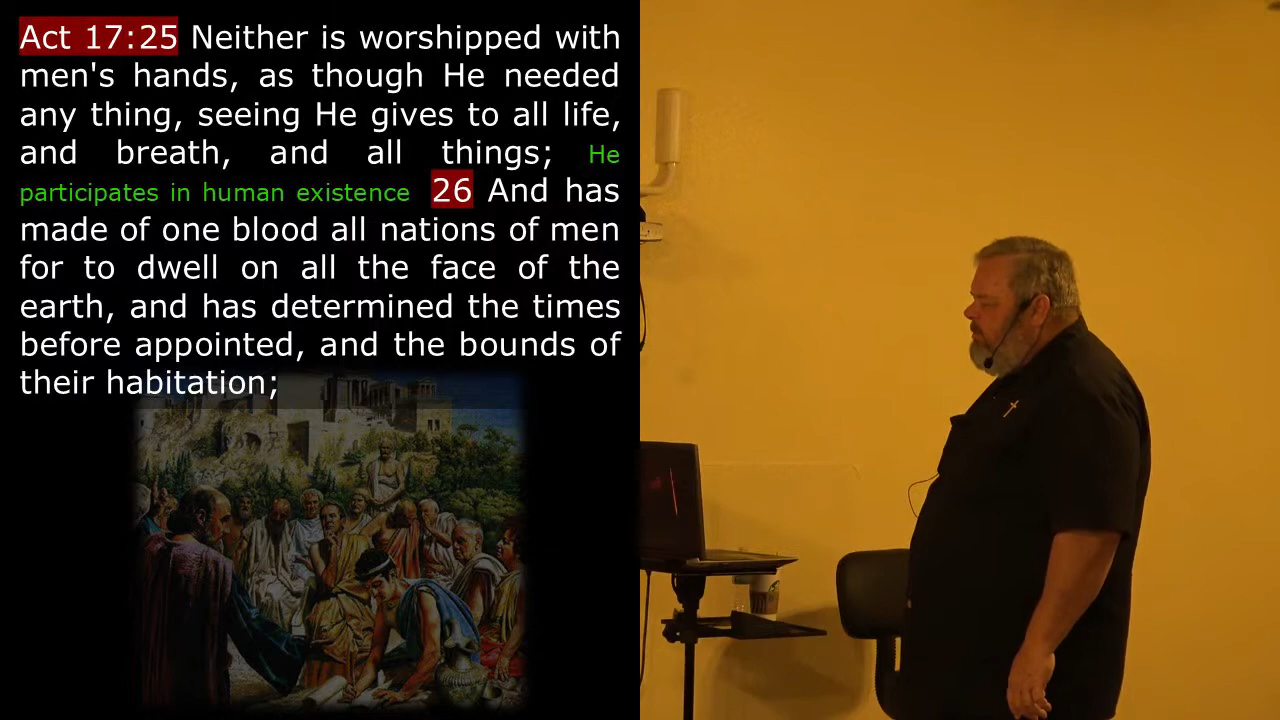 Act 17:25 Neither is worshipped with
men's hands, as though He needed
any thing, seeing He gives to all life,
and breath, and all things; He
participates in human existence 26 And has
made of one blood all nations of men
for to dwell on all the face of the
earth, and has determined the times
before appointed, and the bounds of
their habitation;